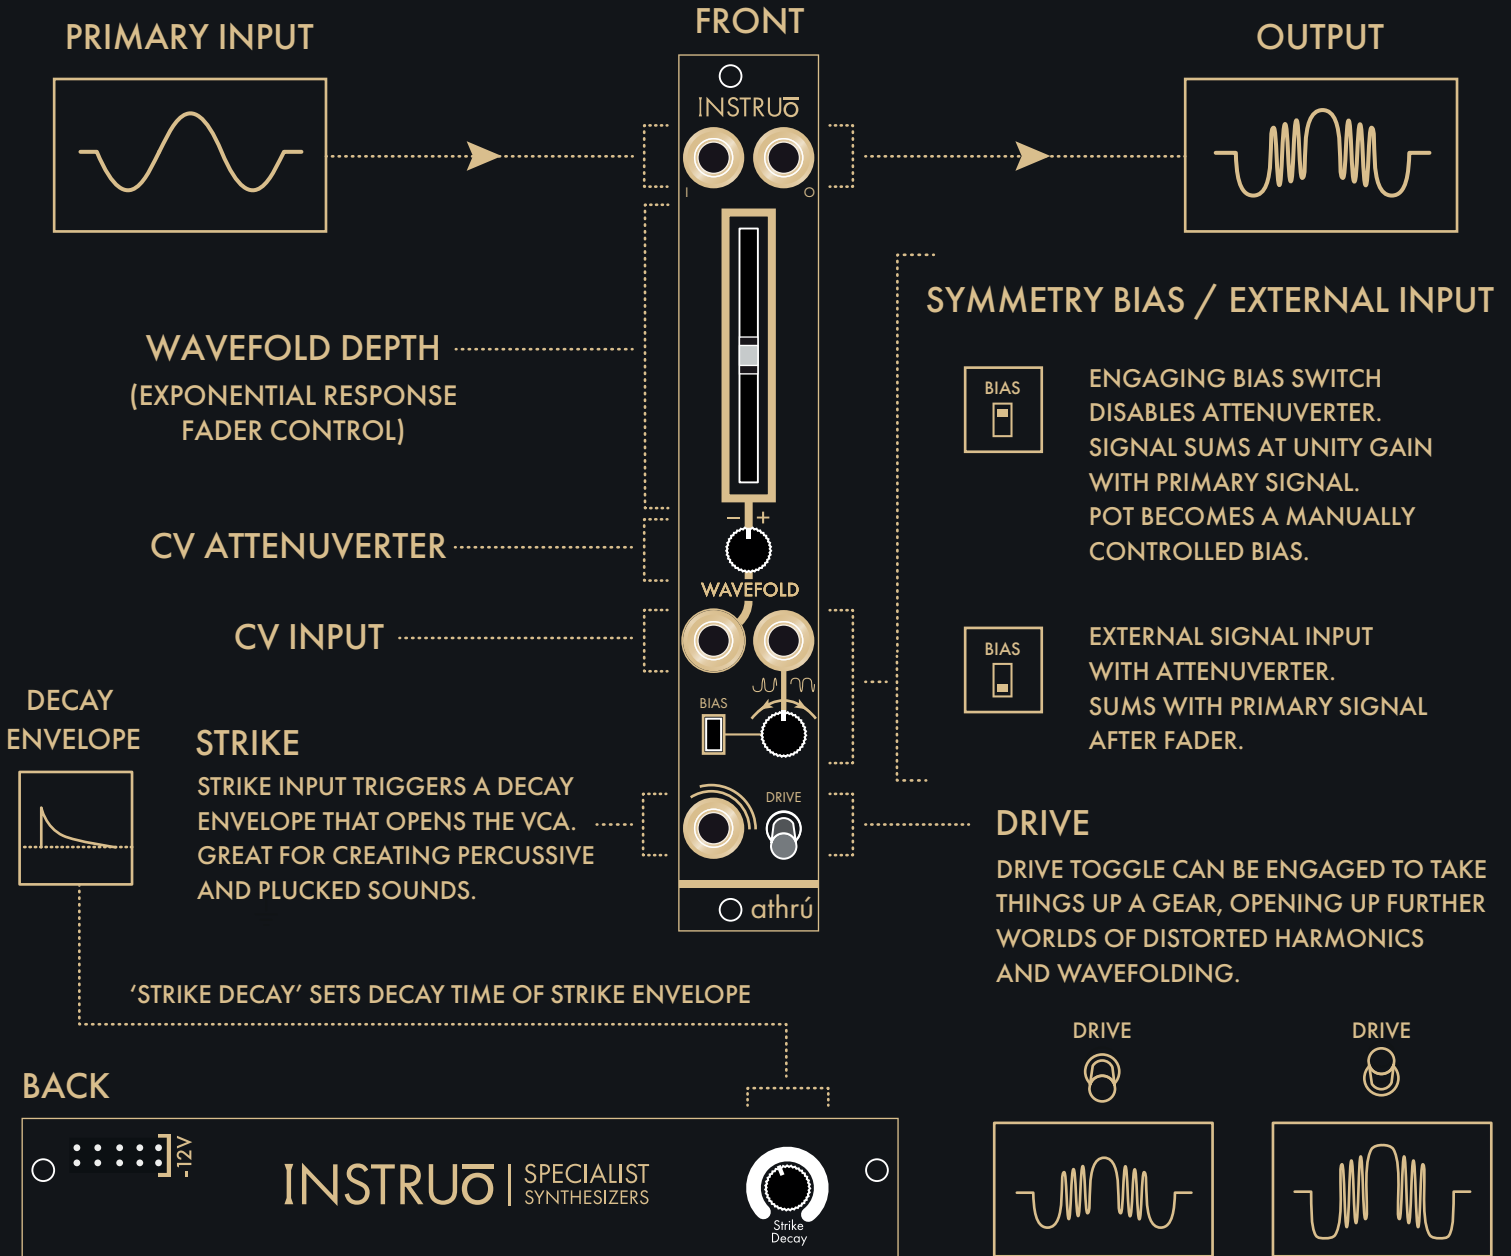 PRIMARY INPUT
FRONT
OUTPUT
INSTRUō
I
O
WAVEFOLD DEPTH
(EXPONENTIAL RESPONSE
FADER CONTROL)
SYMMETRY BIAS / EXTERNAL INPUT
BIAS
ENGAGING BIAS SWITCH
DISABLES ATTENUVERTER.
SIGNAL SUMS AT UNITY GAIN
WITH PRIMARY SIGNAL.
POT BECOMES A MANUALLY
CONTROLLED BIAS.
− +
CV ATTENUVERTER
WAVEFOLD
CV INPUT
BIAS
EXTERNAL SIGNAL INPUT
WITH ATTENUVERTER.
SUMS WITH PRIMARY SIGNAL
AFTER FADER.
BIAS
DECAY
ENVELOPE
STRIKE
STRIKE INPUT TRIGGERS A DECAY
ENVELOPE THAT OPENS THE VCA.
GREAT FOR CREATING PERCUSSIVE
AND PLUCKED SOUNDS.
DRIVE
athrú
DRIVE
DRIVE TOGGLE CAN BE ENGAGED TO TAKE
THINGS UP A GEAR, OPENING UP FURTHER
WORLDS OF DISTORTED HARMONICS
AND WAVEFOLDING.
‘STRIKE DECAY’ SETS DECAY TIME OF STRIKE ENVELOPE
DRIVE
DRIVE
BACK
-12V
INSTRUō | SPECIALIST
SYNTHESIZERS
Strike
Decay